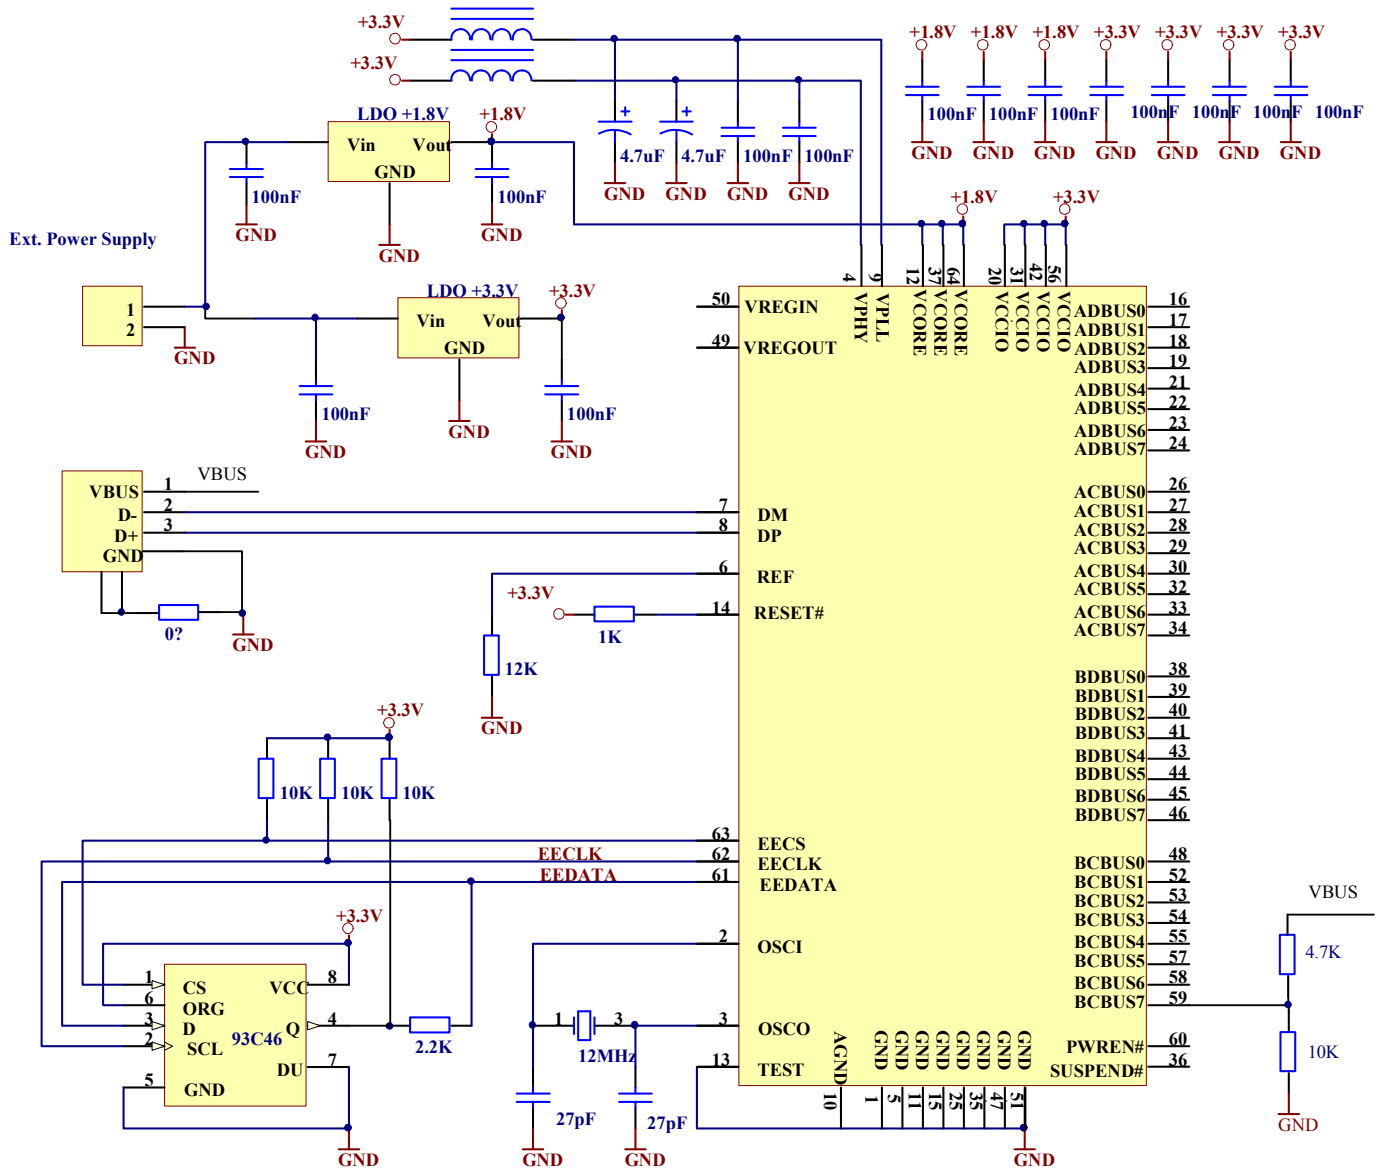 +3.3V
+3.3V
+1.8V +1.8V +1.8V +3.3V +3.3V +3.3V +3.3V
100nF 100nF 100nF 100nF 100nF 100nF 100nF
GND GND GND GND GND GND GND
LDO +1.8V
+1.8V
Vin Vout
GND
4.7uF 4.7uF 100nF 100nF
GND GND GND GND
100nF 100nF
GND GND GND
Ext. Power Supply
1
2
GND
LDO +3.3V
+3.3V
Vin Vout
GND
100nF 100nF
GND GND GND
+1.8V +3.3V
4 9 12 37 64 20 31 42 56
VPHY VPLL VCORE VCORE VCORE VCCIO VCCIO VCCIO VCCIO
50 VREGIN
49 VREGOUT
ADBUS0 16
ADBUS1 17
ADBUS2 18
ADBUS3 19
ADBUS4 21
ADBUS5 22
ADBUS6 23
ADBUS7 24
ACBUS0 26
ACBUS1 27
ACBUS2 28
ACBUS3 29
ACBUS4 30
ACBUS5 32
ACBUS6 33
ACBUS7 34
BDBUS0 38
BDBUS1 39
BDBUS2 40
BDBUS3 41
BDBUS4 43
BDBUS5 44
BDBUS6 45
BDBUS7 46
BCBUS0 48
BCBUS1 52
BCBUS2 53
BCBUS3 54
BCBUS4 55
BCBUS5 57
BCBUS6 58
BCBUS7 59
PWREN# 60
SUSPEND# 36
VBUS 1 VBUS
D- 2
D+ 3
GND
0?
GND
7 DM
8 DP
6 REF
+3.3V
1K
14 RESET#
12K
GND
+3.3V
10K 10K 10K
63 EECS
EECLK 62 EECLK
EEDATA 61 EEDATA
+3.3V
1 CS VCC 8
6 ORG
3 D Q 4
2 SCL 93C46
DU 7
5 GND
2.2K
GND
2 OSCI
1 3
12MHz
3 OSCO
13 TEST
27pF 27pF
GND GND
AGND GND GND GND GND GND GND GND GND
10 1 5 11 15 25 35 47 51
GND
VBUS
4.7K
10K
GND